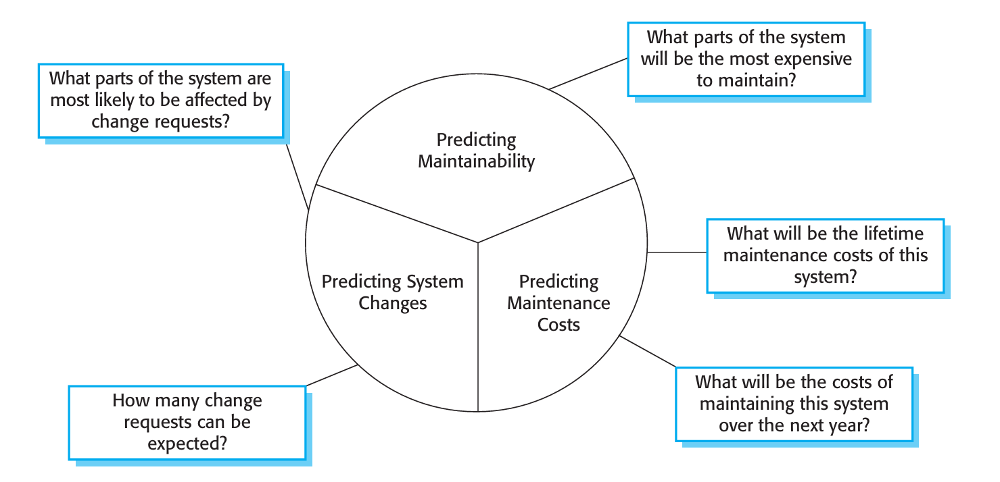 What parts of the system
will be the most expensive
to maintain?
What parts of the system are
most likely to be affected by
change requests?
Predicting
Maintainability
What will be the lifetime
maintenance costs of this
system?
Predicting System
Changes
Predicting
Maintenance
Costs
What will be the costs of
maintaining this system
over the next year?
How many change
requests can be
expected?